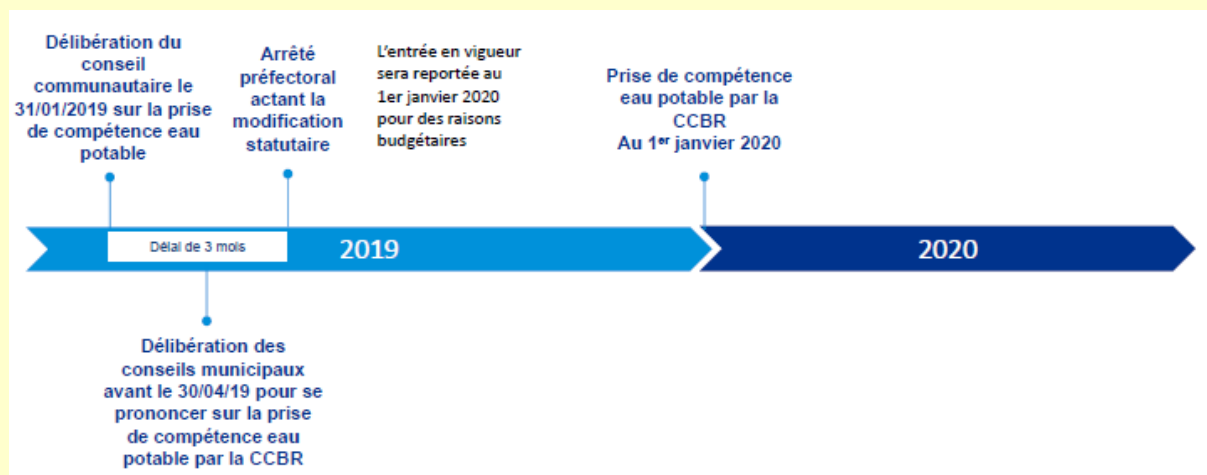 Délibération du
conseil
communautaire le
31/01/2019 sur la prise
de compétence eau
potable
Arrêté
préfectoral
actant la
modification
statutaire
L'entrée en vigueur
sera reportée au
1er janvier 2020
pour des raisons
budgétaires
Prise de compétence
eau potable par la
CCBR
Au 1er janvier 2020
Délai de 3 mois
2019
2020
Délibération des
conseils municipaux
avant le 30/04/19 pour se
prononcer sur la prise
de compétence eau
potable par la CCBR